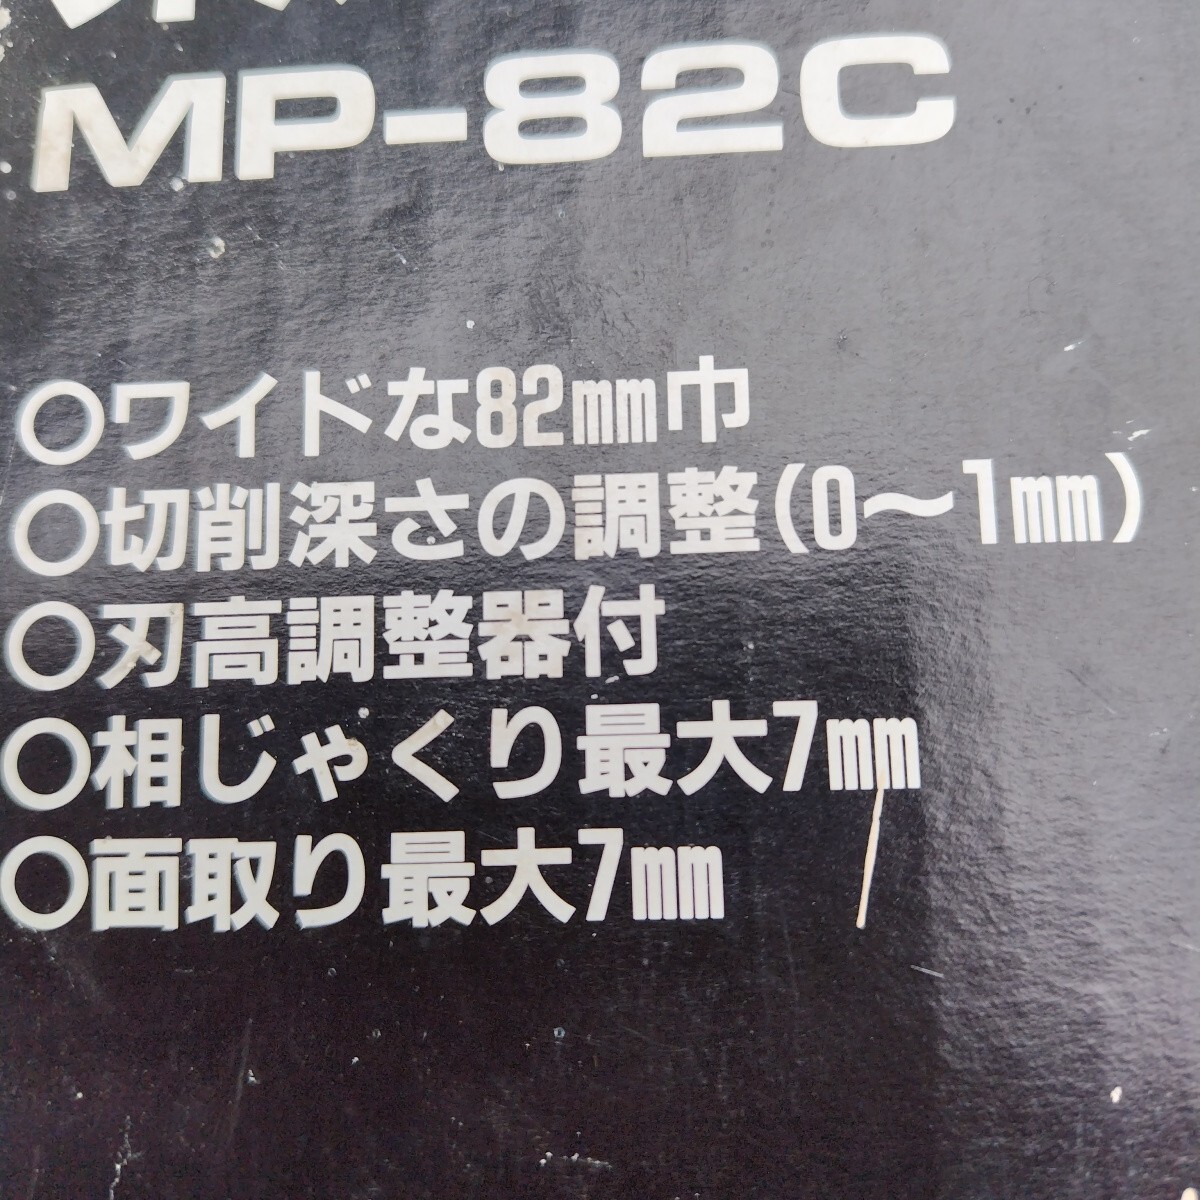 MP-82C
○ワイドな82mm巾
○切削深さの調整(0〜1mm)
○刃高調整器付
○相じゃくり最大7mm
○面取り最大7mm